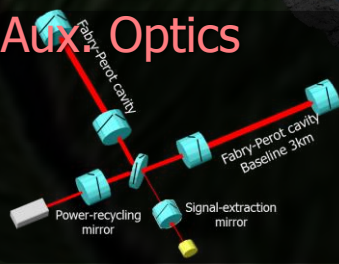 Aux. Optics
Fabry-Perot cavity
Fabry-Perot cavity
Baseline 3km
Power-recycling
mirror
Signal-extraction
mirror